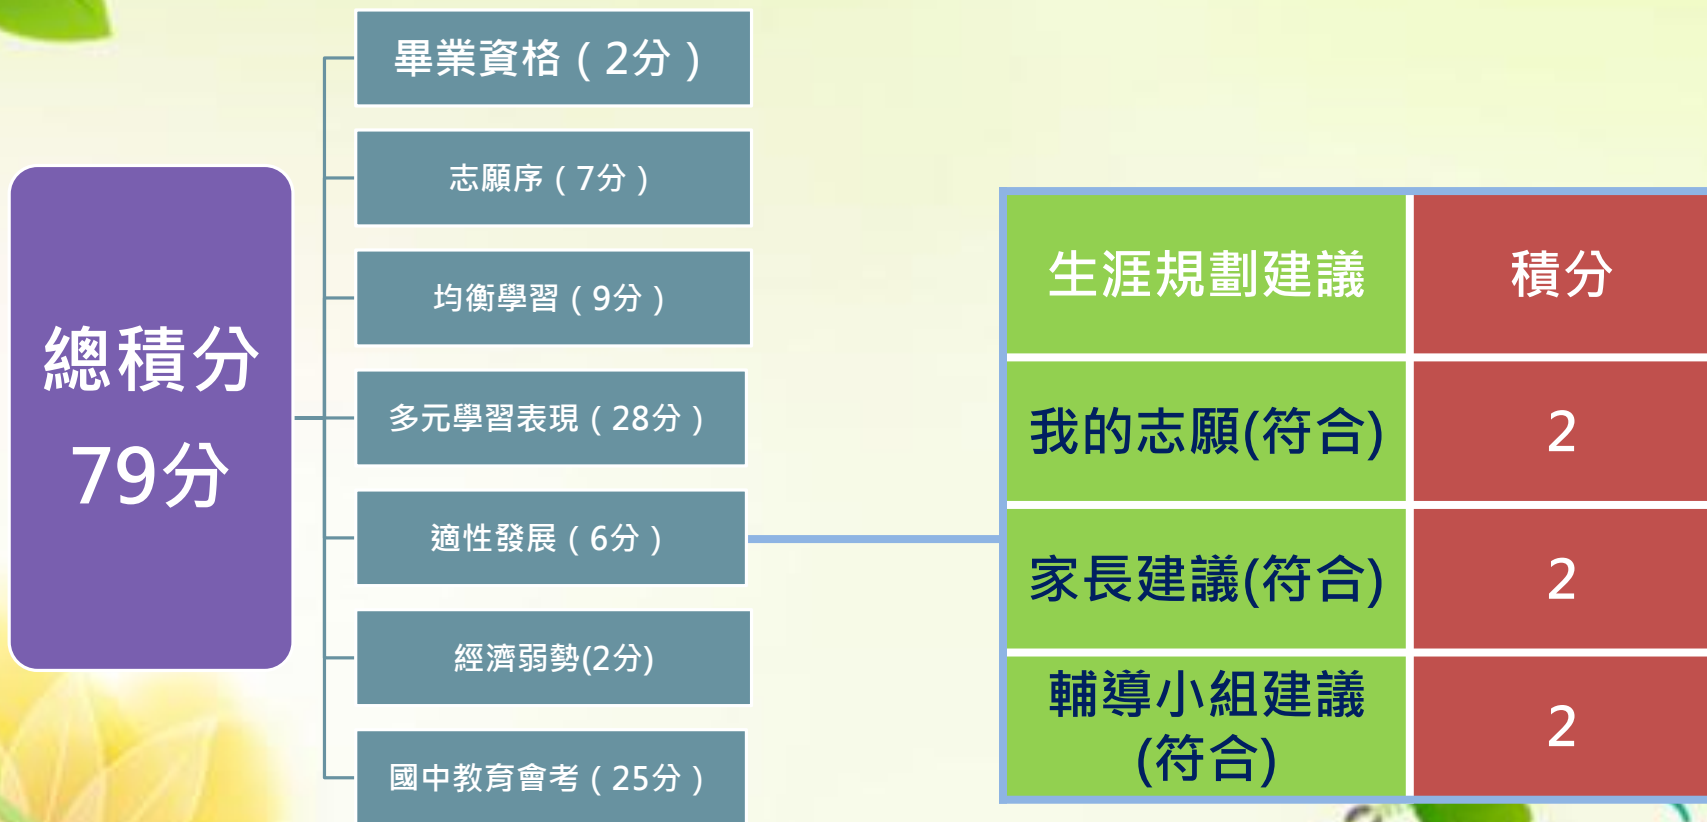 總積分
79分
畢業資格（2分）
志願序（7分）
均衡學習（9分）
多元學習表現（28分）
適性發展（6分）
經濟弱勢(2分)
國中教育會考（25分）
生涯規劃建議 積分
我的志願(符合) 2
家長建議(符合) 2
輔導小組建議
(符合) 2